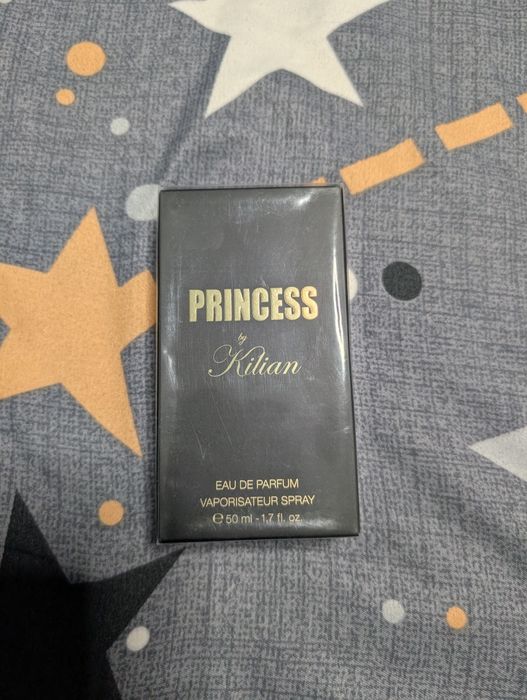 PRINCESS
by
Kilian
EAU DE PARFUM
VAPORISATEUR SPRAY
℮ 50 ml - 1.7 fl. oz.